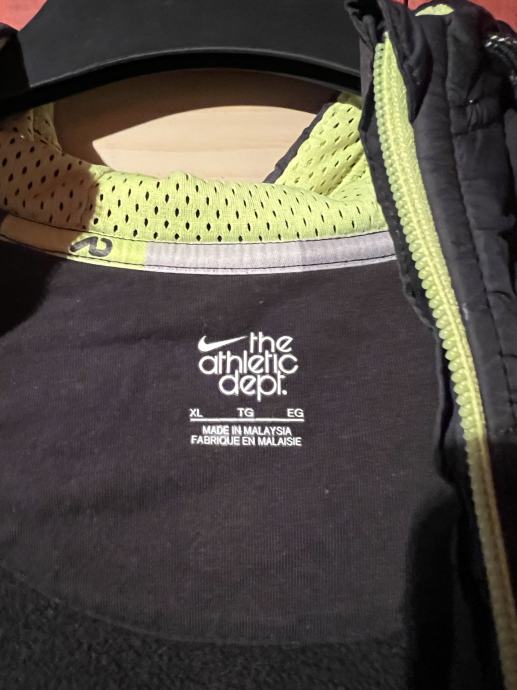 the
athletic
dept.
XL TG EG
MADE IN MALAYSIA
FABRIQUE EN MALAISIE